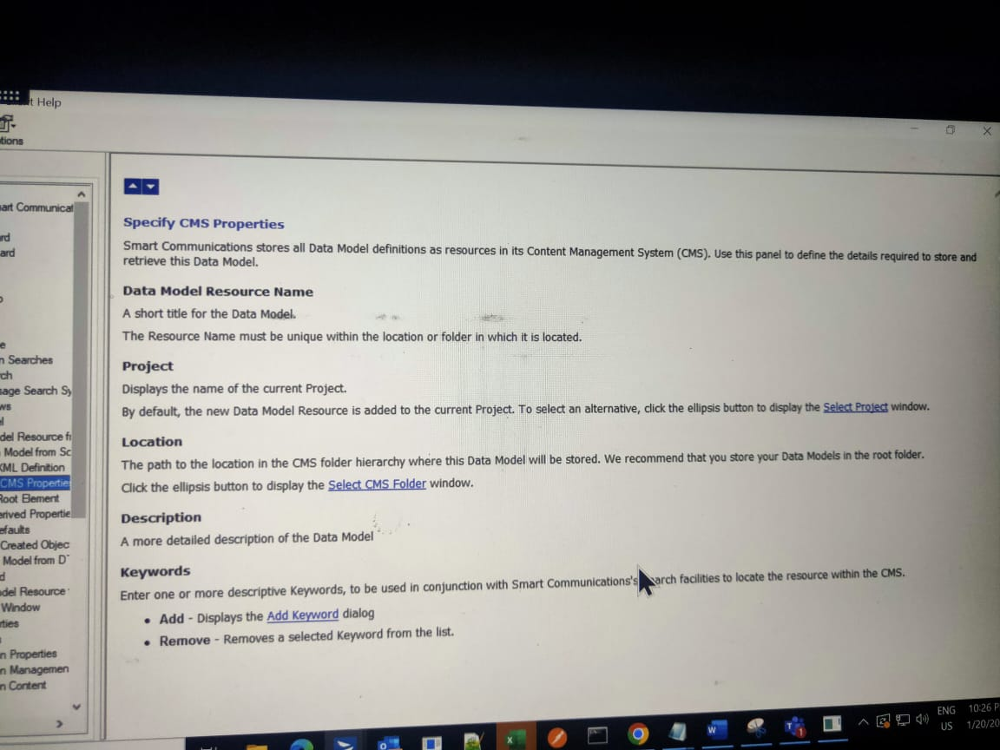 Help
Specify CMS Properties
Smart Communications stores all Data Model definitions as resources in its Content Management System (CMS). Use this panel to define the details required to store and
retrieve this Data Model.
Data Model Resource Name
A short title for the Data Model.
The Resource Name must be unique within the location or folder in which it is located.
Project
Displays the name of the current Project.
By default, the new Data Model Resource is added to the current Project. To select an alternative, click the ellipsis button to display the Select Project window.
Location
The path to the location in the CMS folder hierarchy where this Data Model will be stored. We recommend that you store your Data Models in the root folder.
Click the ellipsis button to display the Select CMS Folder window.
Description
A more detailed description of the Data Model
Keywords
Enter one or more descriptive Keywords, to be used in conjunction with Smart Communications's arch facilities to locate the resource within the CMS.
• Add - Displays the Add Keyword dialog
• Remove - Removes a selected Keyword from the list.
tions
art Communicat
rd
ard
e
n Searches
ch
sage Search Sy
ws
el
del Resource fr
Model from Sc
XML Definition
CMS Propertie
Root Element
erived Propertie
efaults
Created Objec
Model from D
d
odel Resource
Window
rties
n Properties
n Managemen
n Content
ENG
US
10:26 P
1/20/20